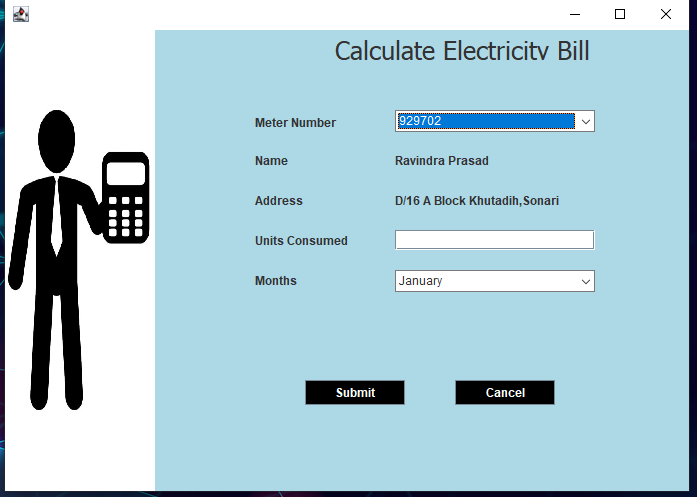 Calculate Electricity Bill
Meter Number 929702
Name Ravindra Prasad
Address D/16 A Block Khutadih,Sonari
Units Consumed
Months January
Submit Cancel